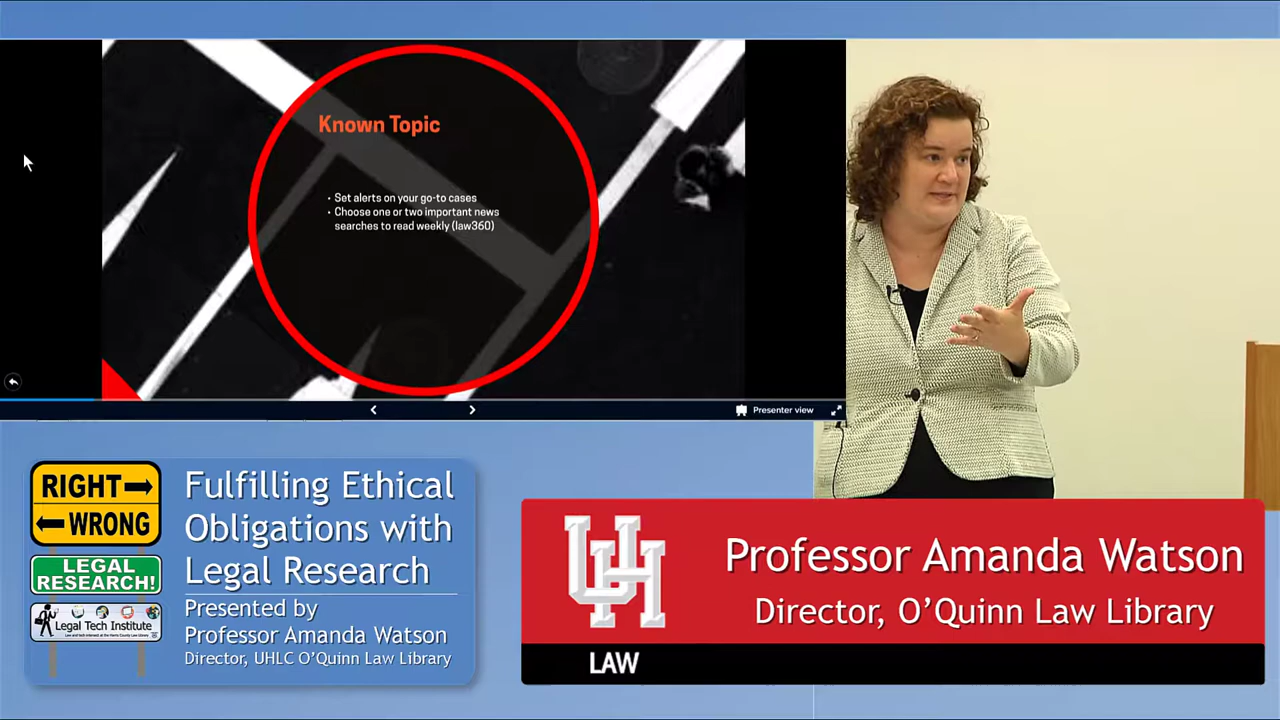 Known Topic
• Set alerts on your go-to cases
• Choose one or two important news
searches to read weekly (law360)
Presenter view
RIGHT
WRONG
LEGAL
RESEARCH!
Legal Tech Institute
Fulfilling Ethical
Obligations with
Legal Research
Presented by
Professor Amanda Watson
Director, UHLC O'Quinn Law Library
UH
LAW
Professor Amanda Watson
Director, O'Quinn Law Library